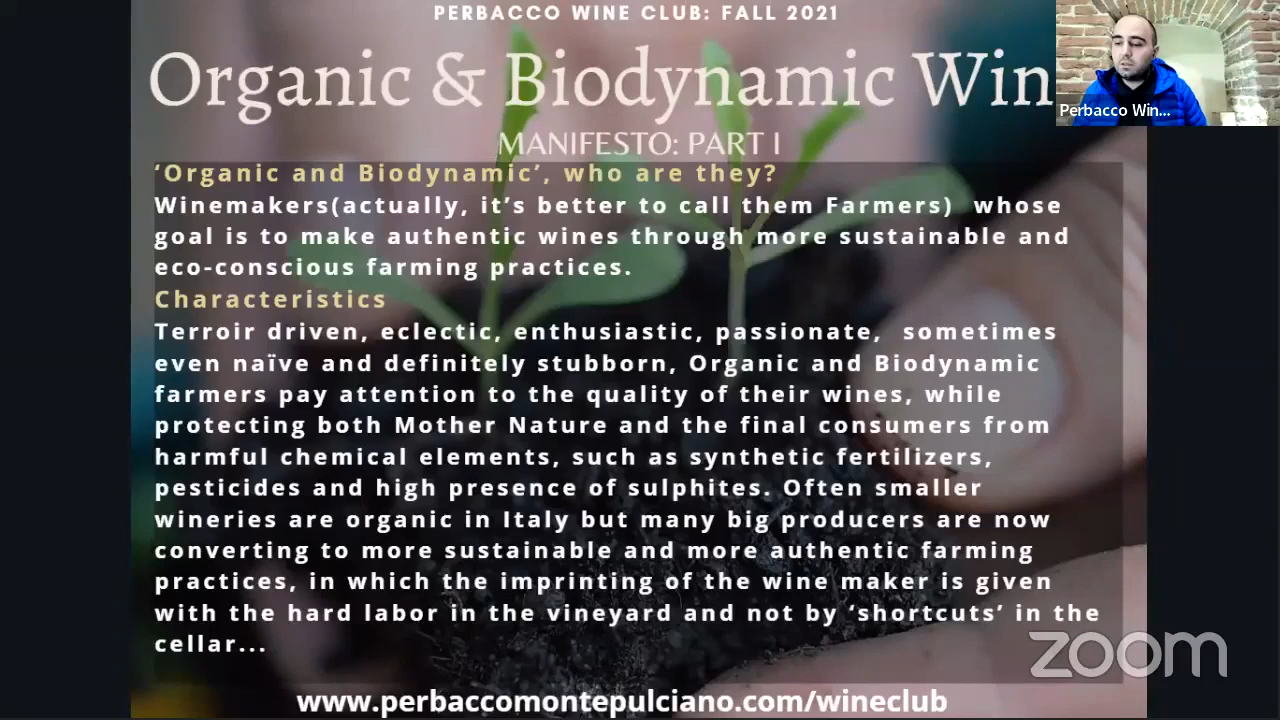 PERBACCO WINE CLUB: FALL 2021
Organic & Biodynamic Win
MANIFESTO: PART I
‘Organic and Biodynamic’, who are they?
Winemakers(actually, it’s better to call them Farmers)  whose
goal is to make authentic wines through more sustainable and
eco-conscious farming practices.
Characteristics
Terroir driven, eclectic, enthusiastic, passionate,  sometimes
even naïve and definitely stubborn, Organic and Biodynamic
farmers pay attention to the quality of their wines, while
protecting both Mother Nature and the final consumers from
harmful chemical elements, such as synthetic fertilizers,
pesticides and high presence of sulphites. Often smaller
wineries are organic in Italy but many big producers are now
converting to more sustainable and more authentic farming
practices, in which the imprinting of the wine maker is given
with the hard labor in the vineyard and not by ‘shortcuts’ in the
cellar...
www.perbaccomontepulciano.com/wineclub
Perbacco Win...
zoom